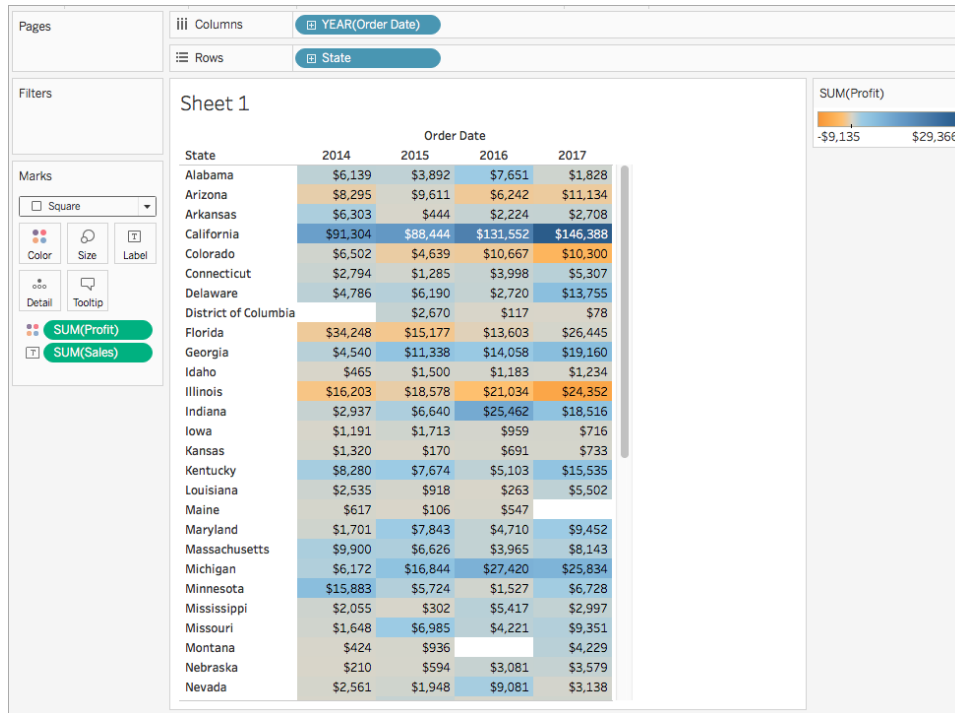 Pages
Columns
YEAR(Order Date)
Rows
State
Filters
Sheet 1
SUM(Profit)
-$9,135 $29,366
Order Date
State 2014 2015 2016 2017
Alabama $6,139 $3,892 $7,651 $1,828
Arizona $8,295 $9,611 $6,242 $11,134
Arkansas $6,303 $444 $2,224 $2,708
California $91,304 $88,444 $131,552 $146,388
Colorado $6,502 $4,639 $10,667 $10,300
Connecticut $2,794 $1,285 $3,998 $5,307
Delaware $4,786 $6,190 $2,720 $13,755
District of Columbia $2,670 $117 $78
Florida $34,248 $15,177 $13,603 $26,445
Georgia $4,540 $11,338 $14,058 $19,160
Idaho $465 $1,500 $1,183 $1,234
Illinois $16,203 $18,578 $21,034 $24,352
Indiana $2,937 $6,640 $25,462 $18,516
Iowa $1,191 $1,713 $959 $716
Kansas $1,320 $170 $691 $733
Kentucky $8,280 $7,674 $5,103 $15,535
Louisiana $2,535 $918 $263 $5,502
Maine $617 $106 $547
Maryland $1,701 $7,843 $4,710 $9,452
Massachusetts $9,900 $6,626 $3,965 $8,143
Michigan $6,172 $16,844 $27,420 $25,834
Minnesota $15,883 $5,724 $1,527 $6,728
Mississippi $2,055 $302 $5,417 $2,997
Missouri $1,648 $6,985 $4,221 $9,351
Montana $424 $936 $4,229
Nebraska $210 $594 $3,081 $3,579
Nevada $2,561 $1,948 $9,081 $3,138
Marks
Square
Color Size Label
T
Detail Tooltip
SUM(Profit)
T SUM(Sales)